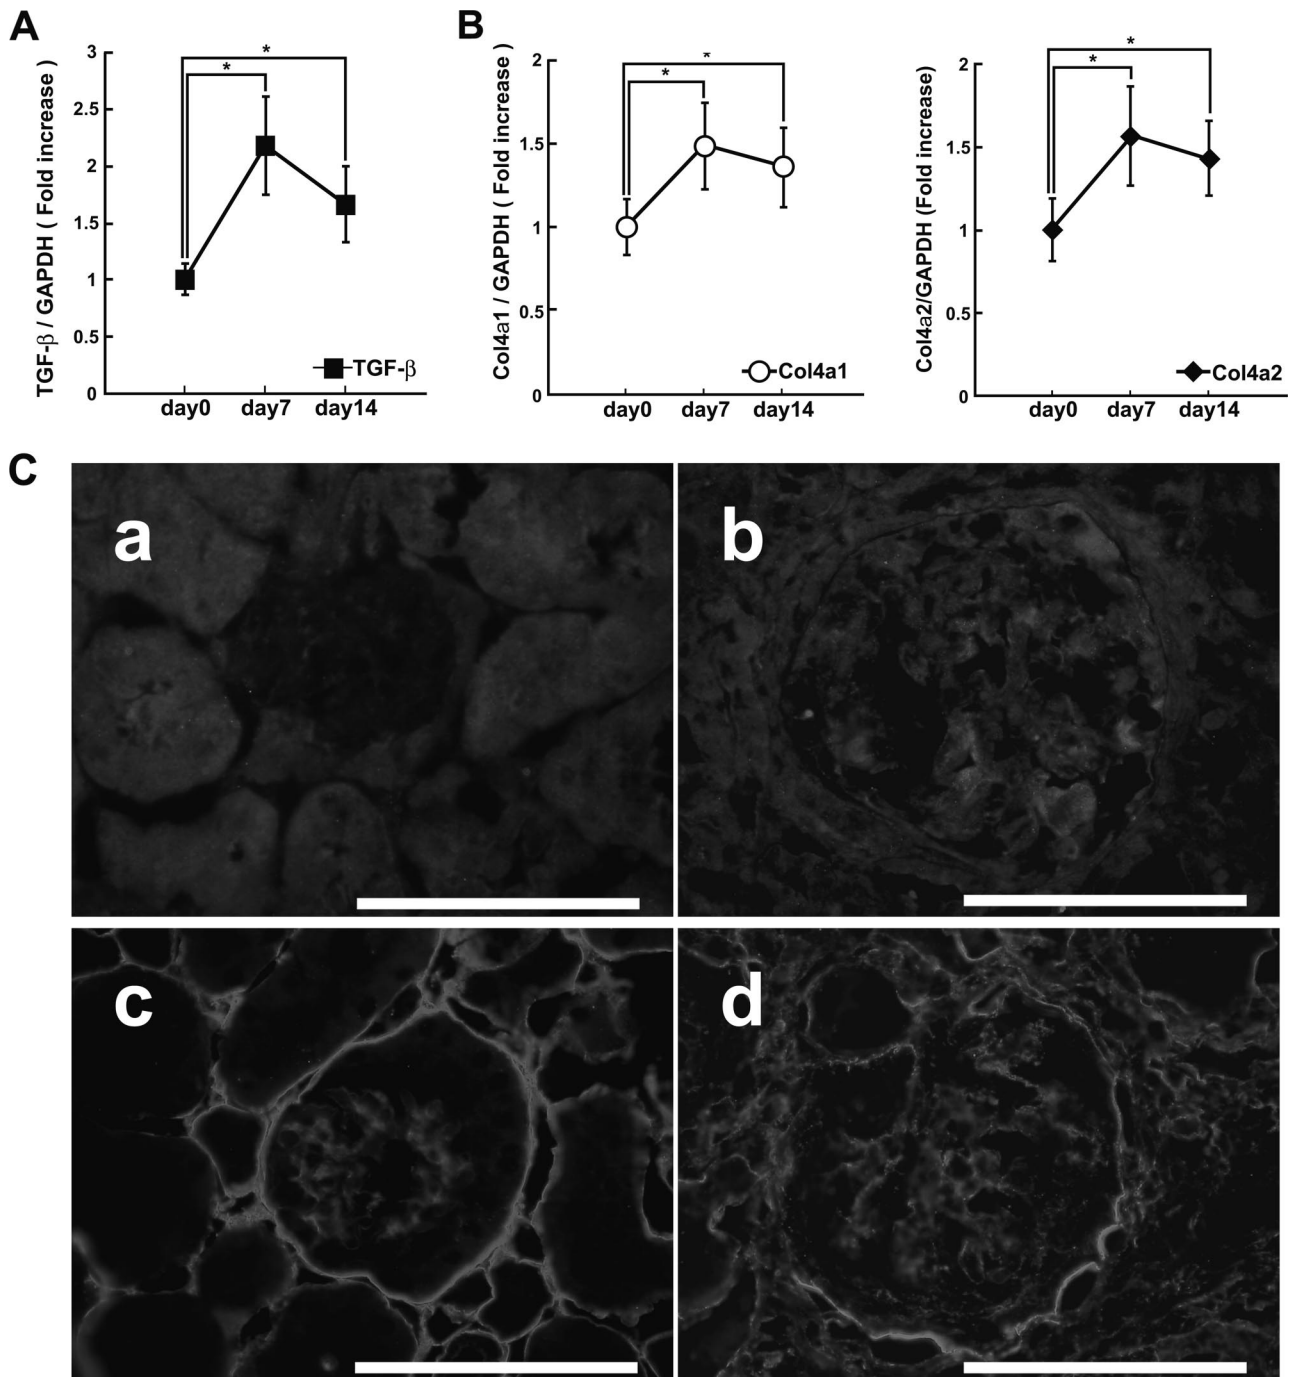 A
B
TGF-β / GAPDH ( Fold increase )
3
2.5
2
1.5
1
0.5
0
*
*
TGF-β
day0 day7 day14
Col4a1 / GAPDH ( Fold increase )
2
1.5
1
0.5
0
*
*
Col4a1
day0 day7 day14
Col4a2/GAPDH (Fold increase)
2
1.5
1
0.5
0
*
*
Col4a2
day0 day7 day14
C
a
b
c
d